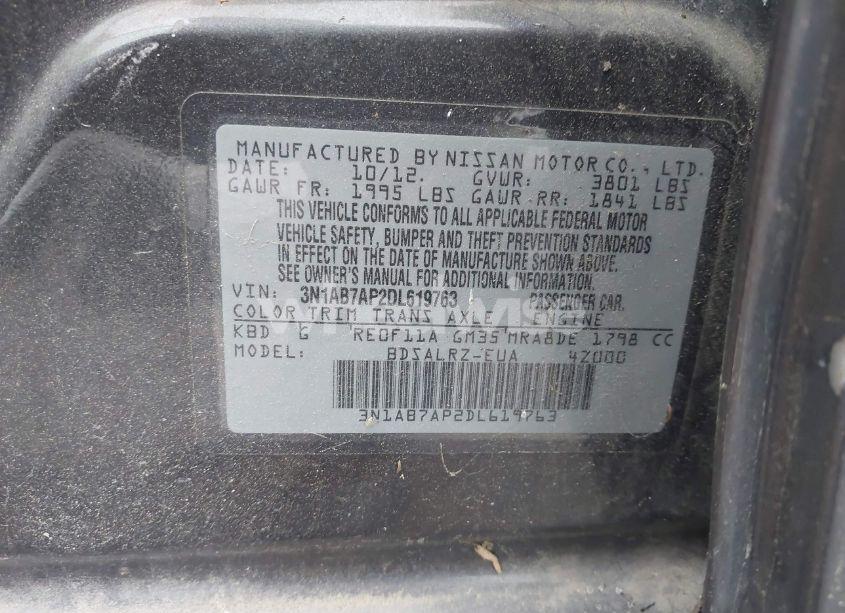 MANUFACTURED BY NISSAN MOTOR CO., LTD.
DATE: 10/12. GVWR: 3801 LBS
GAWR FR: 1995 LBS GAWR RR: 1841 LBS
THIS VEHICLE CONFORMS TO ALL APPLICABLE FEDERAL MOTOR
VEHICLE SAFETY, BUMPER AND THEFT PREVENTION STANDARDS
IN EFFECT ON THE DATE OF MANUFACTURE SHOWN ABOVE.
SEE OWNER'S MANUAL FOR ADDITIONAL INFORMATION.
VIN: 3N1AB7AP2DL619763 PASSENGER CAR.
COLOR TRIM TRANS AXLE ENGINE
KBD G RE0F11A GM35 MRA8DE 1798 CC
MODEL: BDSALRZ-EUA 42000
3N1AB7AP2DL619763